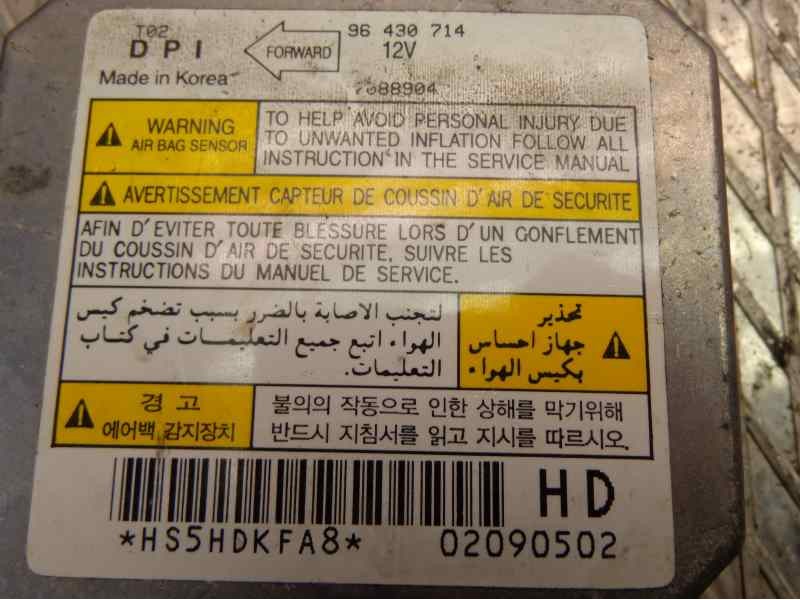 T02
DPI
FORWARD
96 430 714
12V
Made in Korea
7688904
WARNING
AIR BAG SENSOR
TO HELP AVOID PERSONAL INJURY DUE
TO UNWANTED INFLATION FOLLOW ALL
INSTRUCTION IN THE SERVICE MANUAL
AVERTISSEMENT CAPTEUR DE COUSSIN D'AIR DE SECURITE
AFIN D'EVITER TOUTE BLESSURE LORS D'UN GONFLEMENT
DU COUSSIN D'AIR DE SECURITE, SUIVRE LES
INSTRUCTIONS DU MANUEL DE SERVICE.
تحذير
جهاز احساس
بكيس الهواء
لتجنب الاصابة بالضرر بسبب تضخم كيس
الهواء اتبع جميع التعليمات في كتاب
التعليمات.
경 고
에어백 감지장치
불의의 작동으로 인한 상해를 막기위해
반드시 지침서를 읽고 지시를 따르시오.
HD
*HS5HDKFA8*
02090502